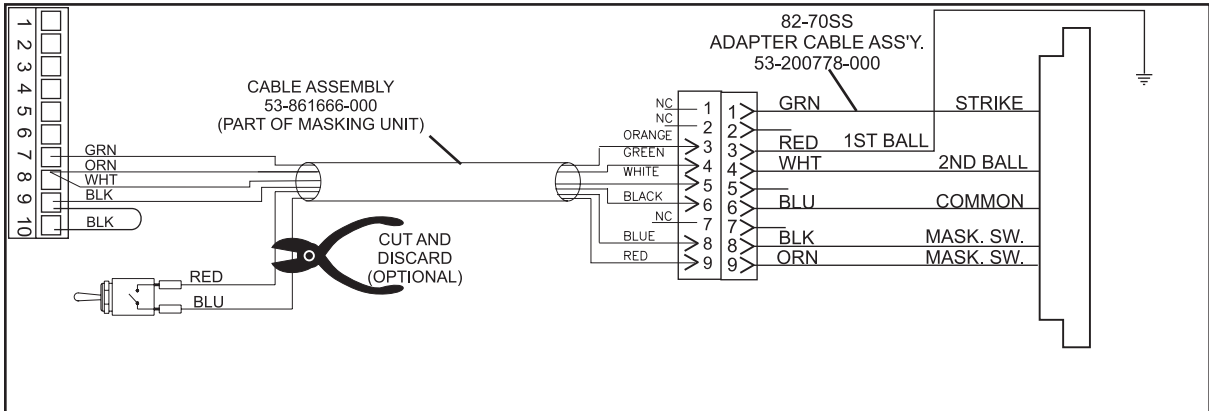 82-70SS
ADAPTER CABLE ASS'Y.
53-200778-000
CABLE ASSEMBLY
53-861666-000
(PART OF MASKING UNIT)
1
2
3
4
5
6
7
8
9
10
GRN
ORN
WHT
BLK
BLK
RED
BLU
CUT AND
DISCARD
(OPTIONAL)
NC
NC
ORANGE
GREEN
WHITE
BLACK
NC
BLUE
RED
1
2
3
4
5
6
7
8
9
1
2
3
4
5
6
7
8
9
GRN STRIKE
RED 1ST BALL
WHT 2ND BALL
BLU COMMON
BLK MASK. SW.
ORN MASK. SW.